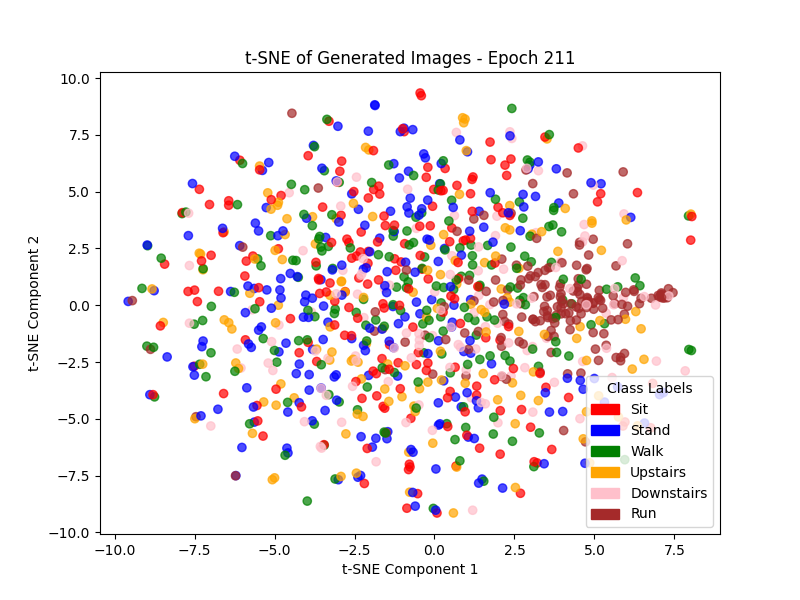 t-SNE of Generated Images - Epoch 211
10.0
7.5
5.0
2.5
0.0
−2.5
−5.0
−7.5
−10.0
t-SNE Component 2
Class Labels
Sit
Stand
Walk
Upstairs
Downstairs
Run
−10.0 −7.5 −5.0 −2.5 0.0 2.5 5.0 7.5
t-SNE Component 1